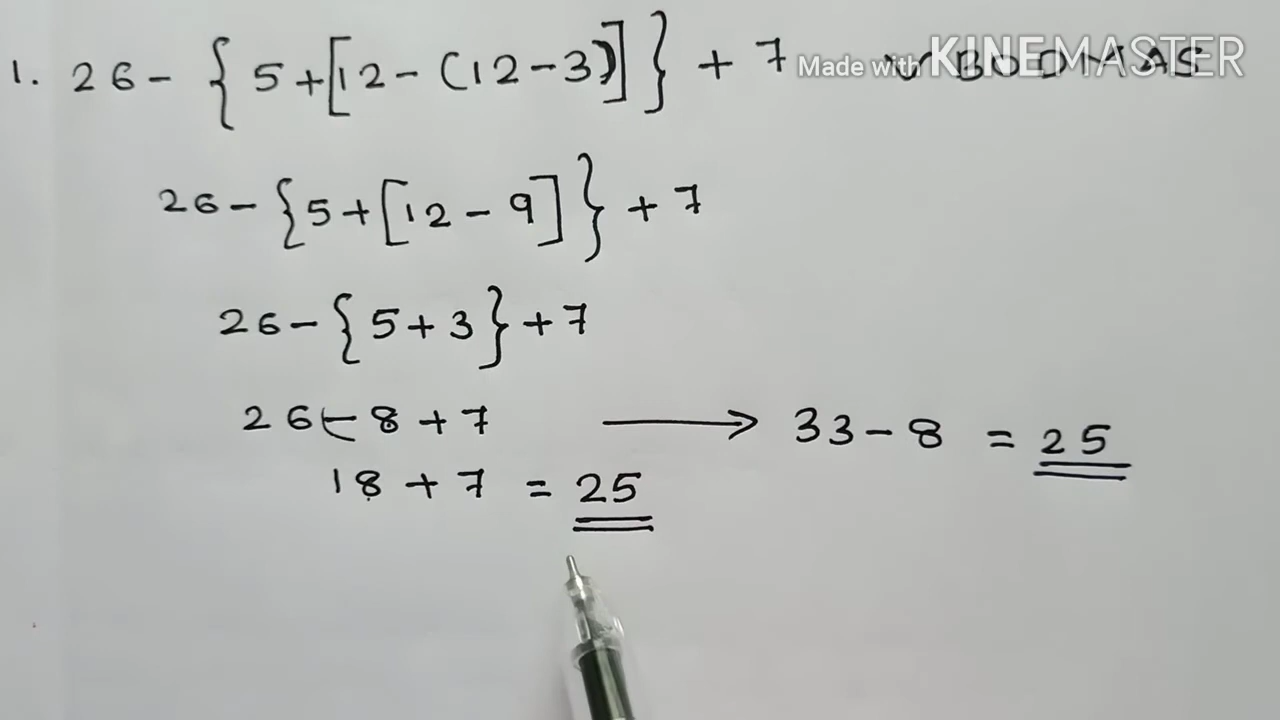 1. 26 - {5 + [12 - (12 - 3)]} + 7 Made with KINEMASTER VBODMAS
26 - {5 + [12 - 9]} + 7
26 - {5 + 3} + 7
26 - 8 + 7 ⟶ 33 - 8 = 25
18 + 7 = 25